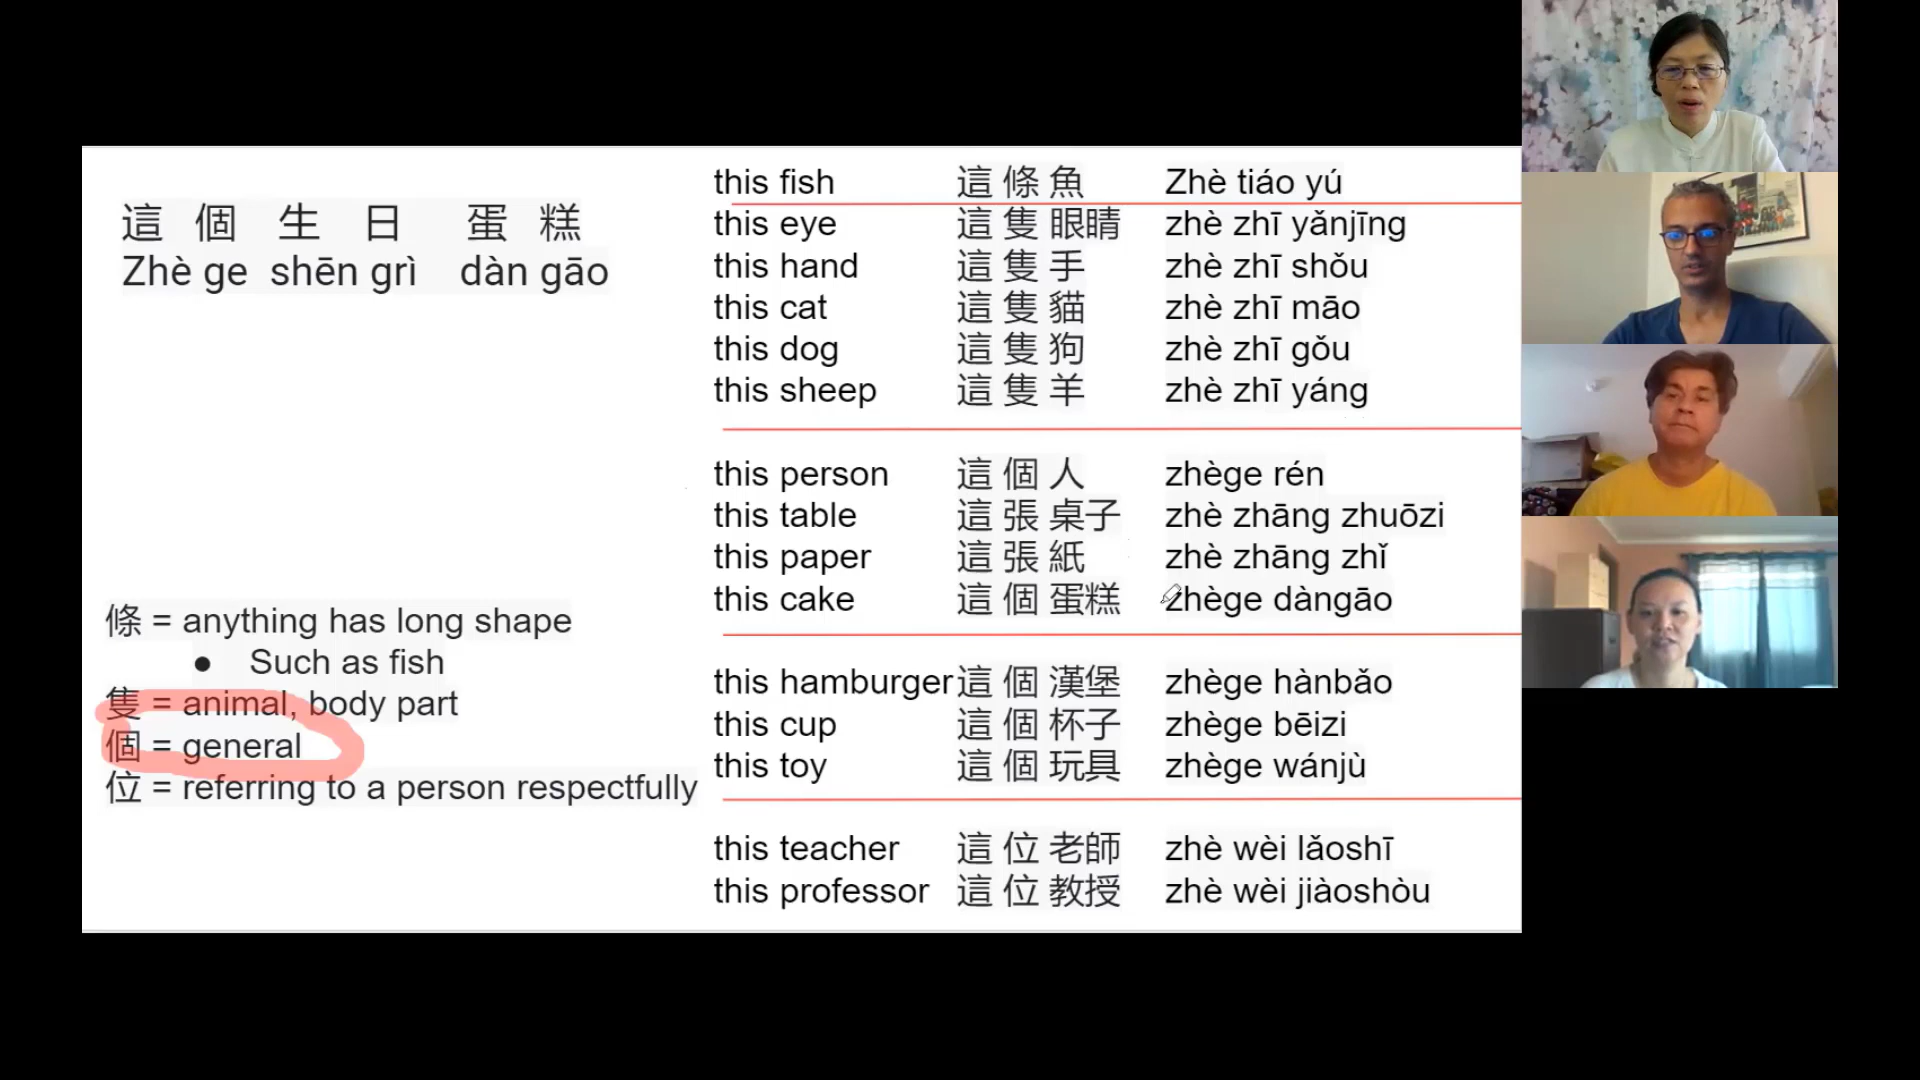 這 個 生 日 蛋 糕
Zhè ge shēn grì dàn gāo
條 = anything has long shape
● Such as fish
隻 = animal, body part
個 = general
位 = referring to a person respectfully
this fish 這 條 魚 Zhè tiáo yú
this eye 這 隻 眼睛 zhè zhī yǎnjīng
this hand 這 隻 手 zhè zhī shǒu
this cat 這 隻 貓 zhè zhī māo
this dog 這 隻 狗 zhè zhī gǒu
this sheep 這 隻 羊 zhè zhī yáng
this person 這 個 人 zhège rén
this table 這 張 桌子 zhè zhāng zhuōzi
this paper 這 張 紙 zhè zhāng zhǐ
this cake 這 個 蛋糕 zhège dàngāo
this hamburger 這 個 漢堡 zhège hànbǎo
this cup 這 個 杯子 zhège bēizi
this toy 這 個 玩具 zhège wánjù
this teacher 這 位 老師 zhè wèi lǎoshī
this professor 這 位 教授 zhè wèi jiàoshòu